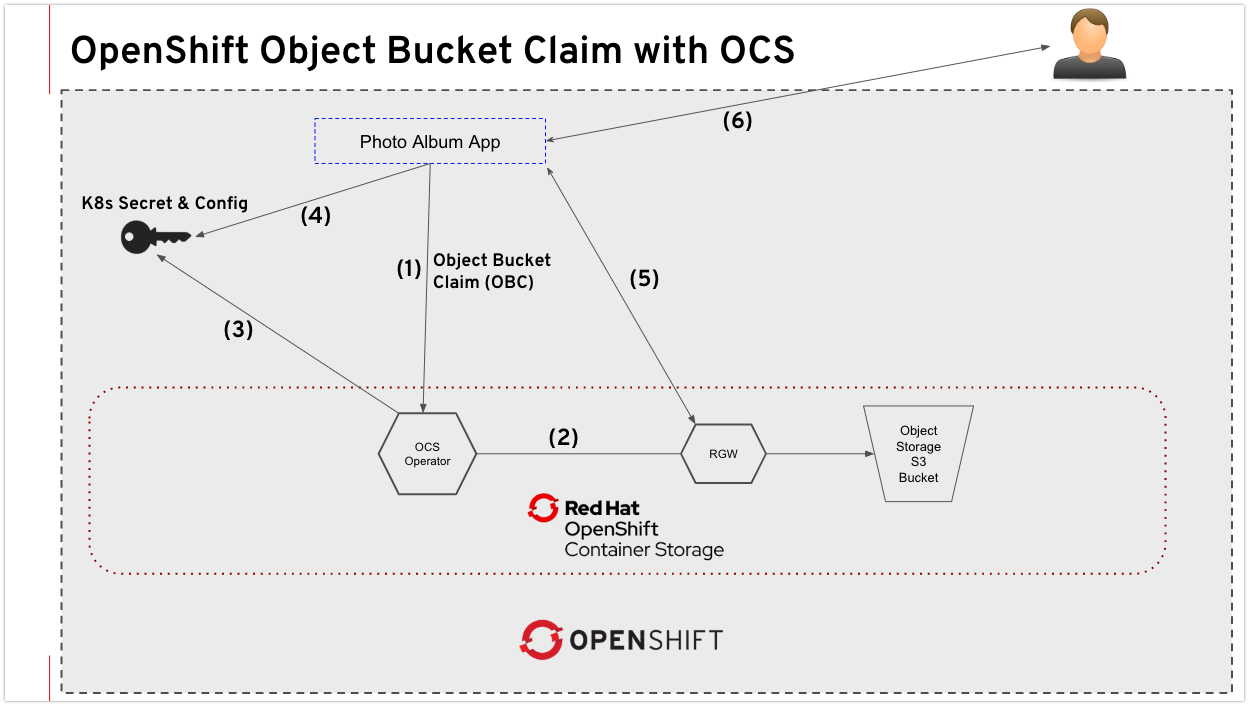 OpenShift Object Bucket Claim with OCS
(6)
Photo Album App
K8s Secret & Config
(4)
(1)
Object Bucket
Claim (OBC)
(5)
(3)
(2)
OCS
Operator
RGW
Object
Storage
S3
Bucket
Red Hat
OpenShift
Container Storage
OPENSHIFT